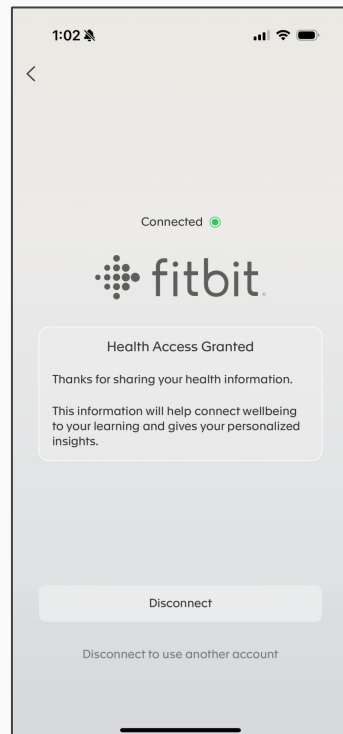 1:02
Connected
fitbit.
Health Access Granted
Thanks for sharing your health information.
This information will help connect wellbeing
to your learning and gives your personalized
insights.
Disconnect
Disconnect to use another account